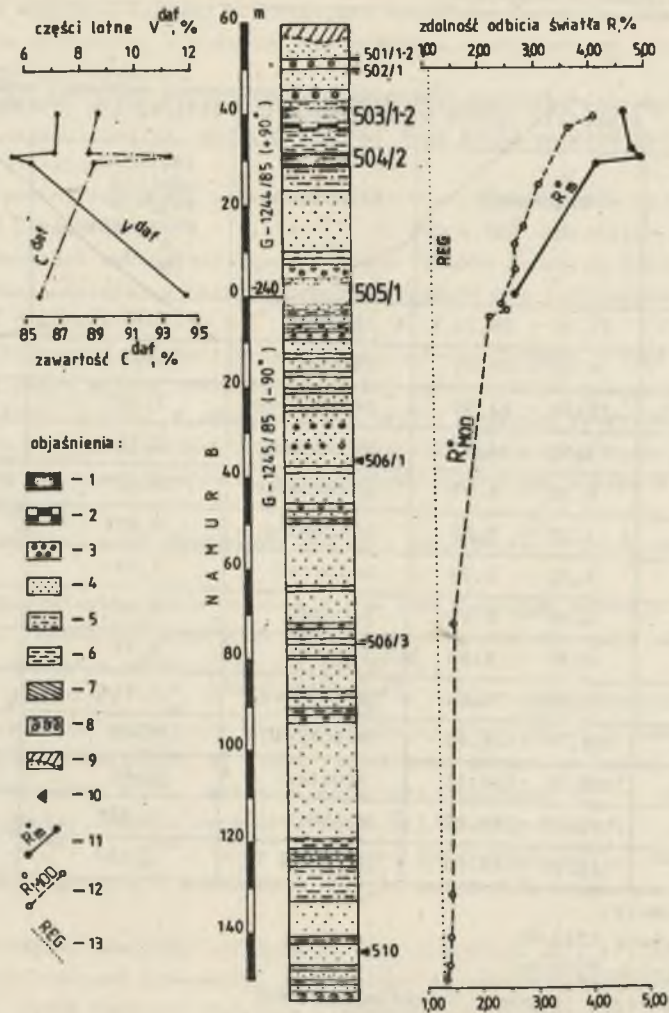 części lotne V^daf, %
6 8 10 12
60 m
40
20
0 -240
20
40
60
80
100
120
140
G-1244/85 (+90°)
G-1245/85 (-90°)
NAMUR B
501/1-2
502/1
503/1-2
504/2
505/1
506/1
506/3
510
zdolność odbicia światła R,%
1,00 2,00 3,00 4,00 5,00
C^daf
V^daf
85 87 89 91 93 95
zawartość C^daf, %
REG
R°m
R°MOD
objaśnienia:
- 1
- 2
- 3
- 4
- 5
- 6
- 7
- 8
- 9
- 10
R°m - 11
R°MOD - 12
REG - 13
1,00 2,00 3,00 4,00 5,00